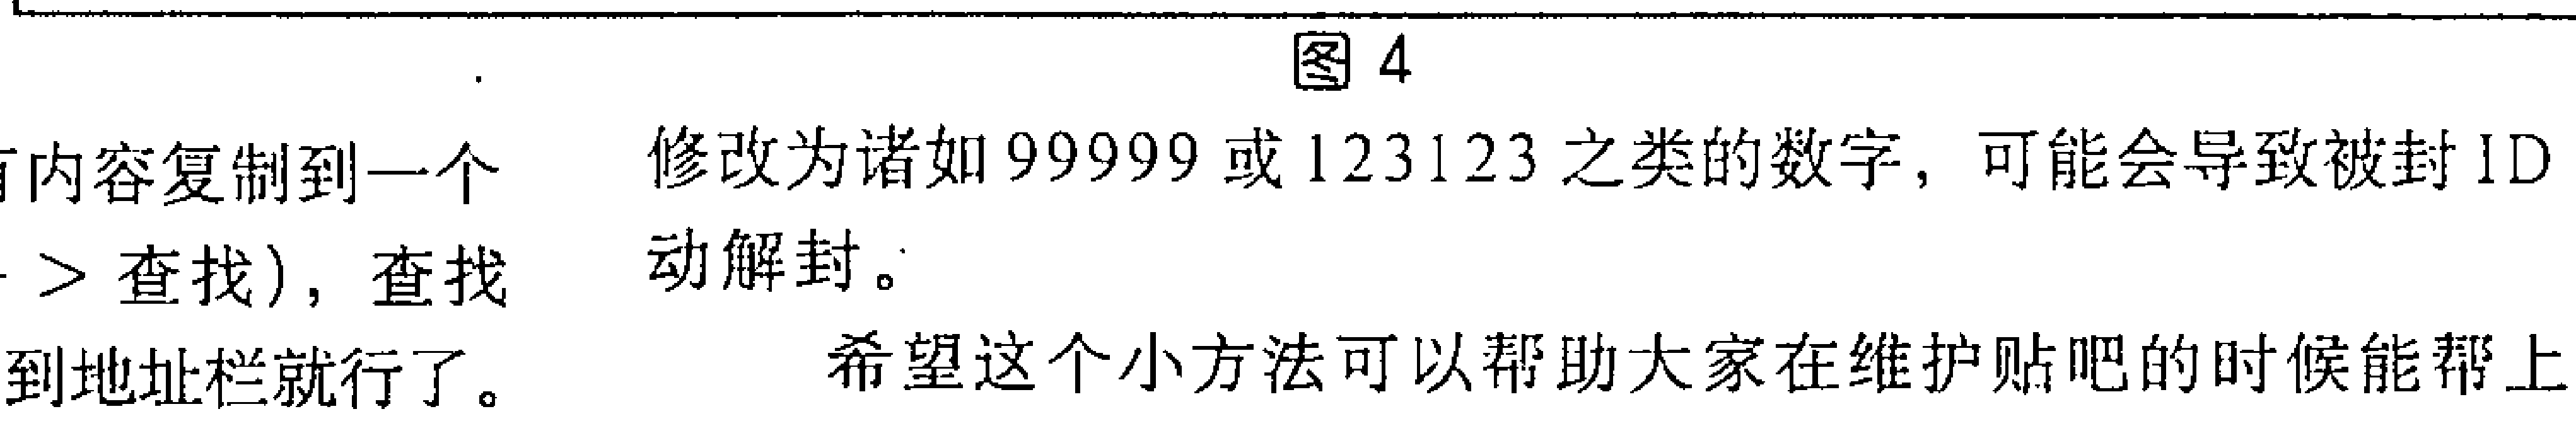 图 4
内容复制到一个
> 查找），查找
到地址栏就行了。
修改为诸如 99999 或 123123 之类的数字，可能会导致被封 ID
动解封。
希望这个小方法可以帮助大家在维护贴吧的时候能帮上